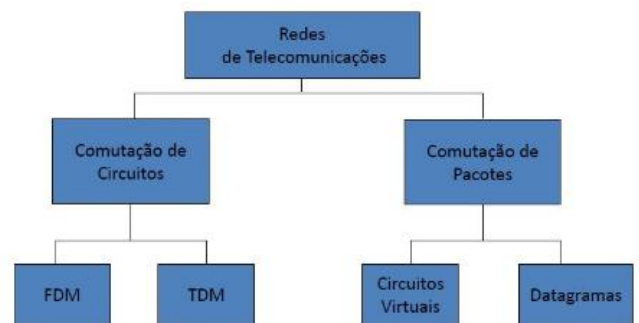 Redes
de Telecomunicações
Comutação de
Circuitos
Comutação de
Pacotes
FDM
TDM
Circuitos
Virtuais
Datagramas